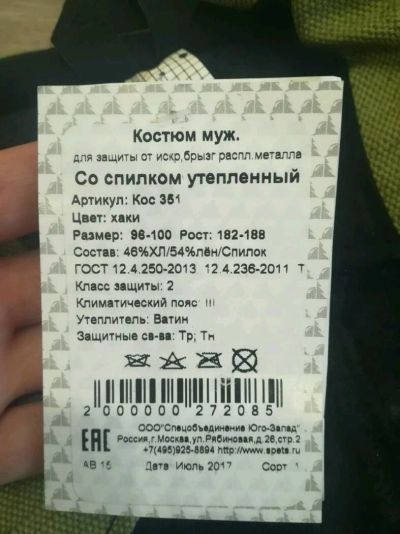 Костюм муж.
для защиты от искр,брызг распл.металла
Со спилком утепленный
Артикул: Кос 351
Цвет: хаки
Размер: 96-100 Рост: 182-188
Состав: 46%ХЛ/54%лён/Спилок
ГОСТ 12.4.250-2013 12.4.236-2011 Т
Класс защиты: 2
Климатический пояс: III
Утеплитель: Ватин
Защитные св-ва: Тр; Тн
2 000000 272085
ООО"Спецобъединение Юго-Запад"
ЕАС Россия,г.Москва,ул.Рябиновая,д.26,стр.2
+7(495)925-8894 http://www.spets.ru
АВ 15 Дата Июль 2017 Сорт 1